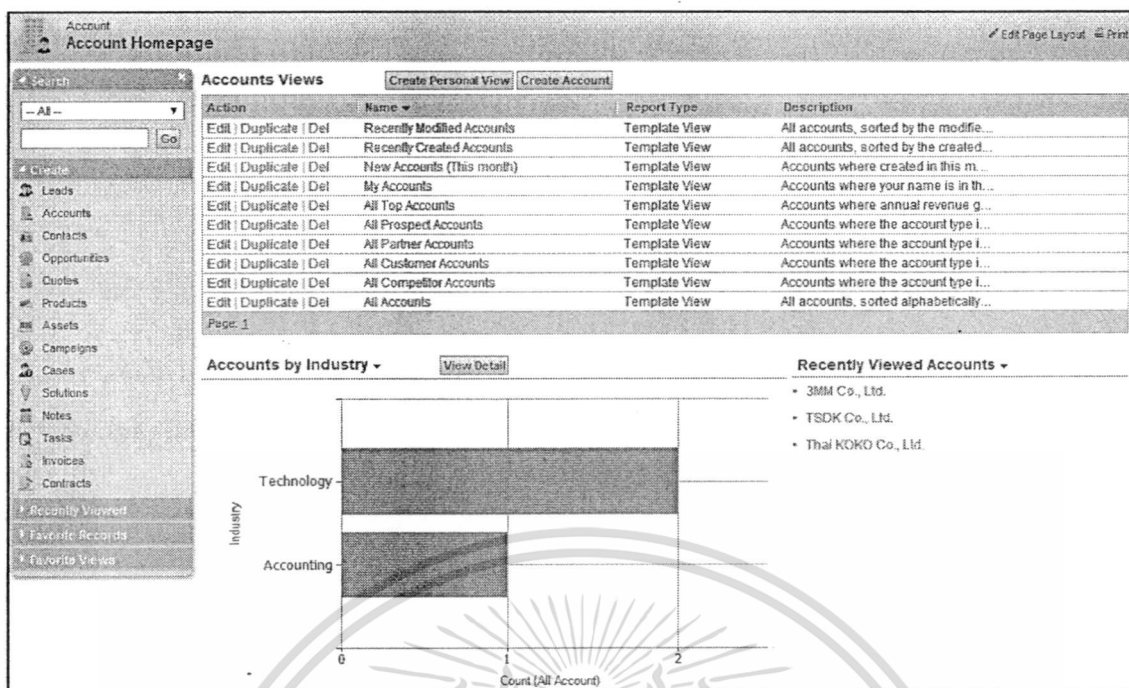 Account
Account Homepage
Edit Page Layout Print
Search
-- All --
Go
Create
Leads
Accounts
Contacts
Opportunities
Quotes
Products
Assets
Campaigns
Cases
Solutions
Notes
Tasks
Invoices
Contracts
Recently Viewed
Favorite Records
Favorite Views
Accounts Views Create Personal View Create Account
Action Name Report Type Description
Edit | Duplicate | Del Recently Modified Accounts Template View All accounts, sorted by the modifie...
Edit | Duplicate | Del Recently Created Accounts Template View All accounts, sorted by the created...
Edit | Duplicate | Del New Accounts (This month) Template View Accounts where created in this m...
Edit | Duplicate | Del My Accounts Template View Accounts where your name is in th...
Edit | Duplicate | Del All Top Accounts Template View Accounts where annual revenue g...
Edit | Duplicate | Del All Prospect Accounts Template View Accounts where the account type i...
Edit | Duplicate | Del All Partner Accounts Template View Accounts where the account type i...
Edit | Duplicate | Del All Customer Accounts Template View Accounts where the account type i...
Edit | Duplicate | Del All Competitor Accounts Template View Accounts where the account type i...
Edit | Duplicate | Del All Accounts Template View All accounts, sorted alphabetically...
Page: 1
Accounts by Industry View Detail
Industry
Technology
Accounting
0 1 2
Count (All Account)
Recently Viewed Accounts
• 3MM Co., Ltd.
• TSDK Co., Ltd.
• Thai KOKO Co., Ltd.